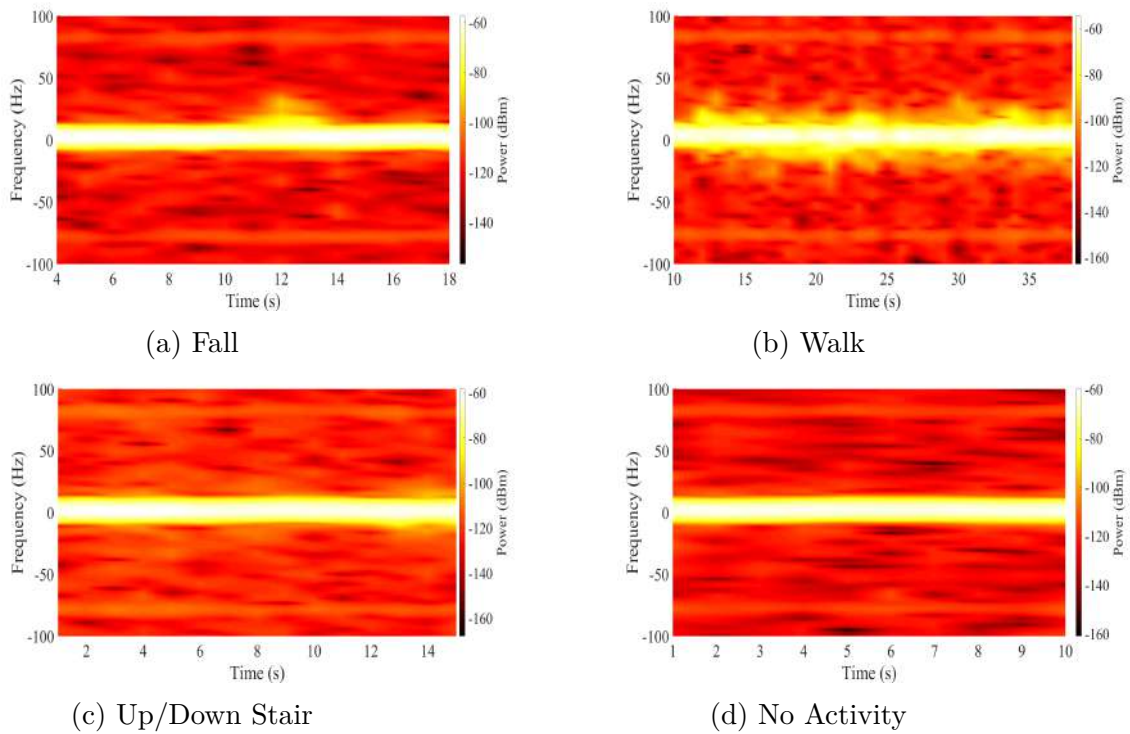 100
50
0
-50
-100
Frequency (Hz)
4 6 8 10 12 14 16 18
Time (s)
-60
-80
-100
-120
-140
Power (dBm)
(a) Fall
100
50
0
-50
-100
Frequency (Hz)
10 15 20 25 30 35
Time (s)
-60
-80
-100
-120
-140
-160
Power (dBm)
(b) Walk
100
50
0
-50
-100
Frequency (Hz)
2 4 6 8 10 12 14
Time (s)
-60
-80
-100
-120
-140
-160
Power (dBm)
(c) Up/Down Stair
100
50
0
-50
-100
Frequency (Hz)
1 2 3 4 5 6 7 8 9 10
Time (s)
-60
-80
-100
-120
-140
-160
Power (dBm)
(d) No Activity